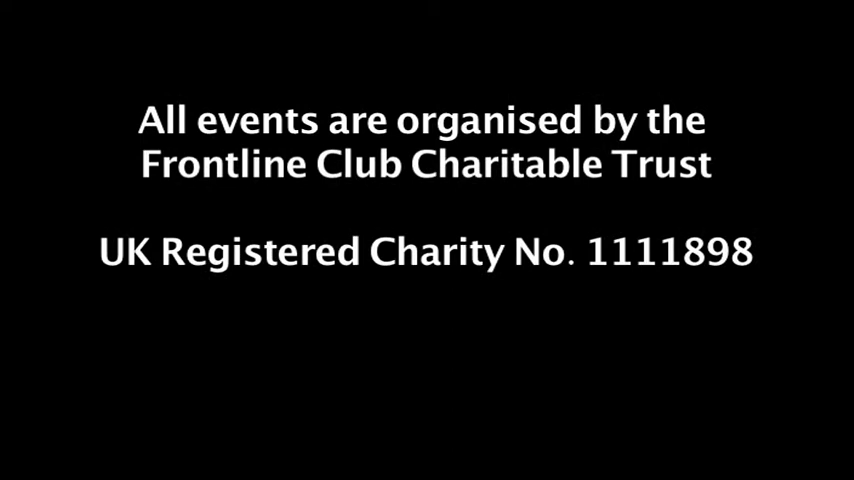 All events are organised by the
Frontline Club Charitable Trust
UK Registered Charity No. 1111898